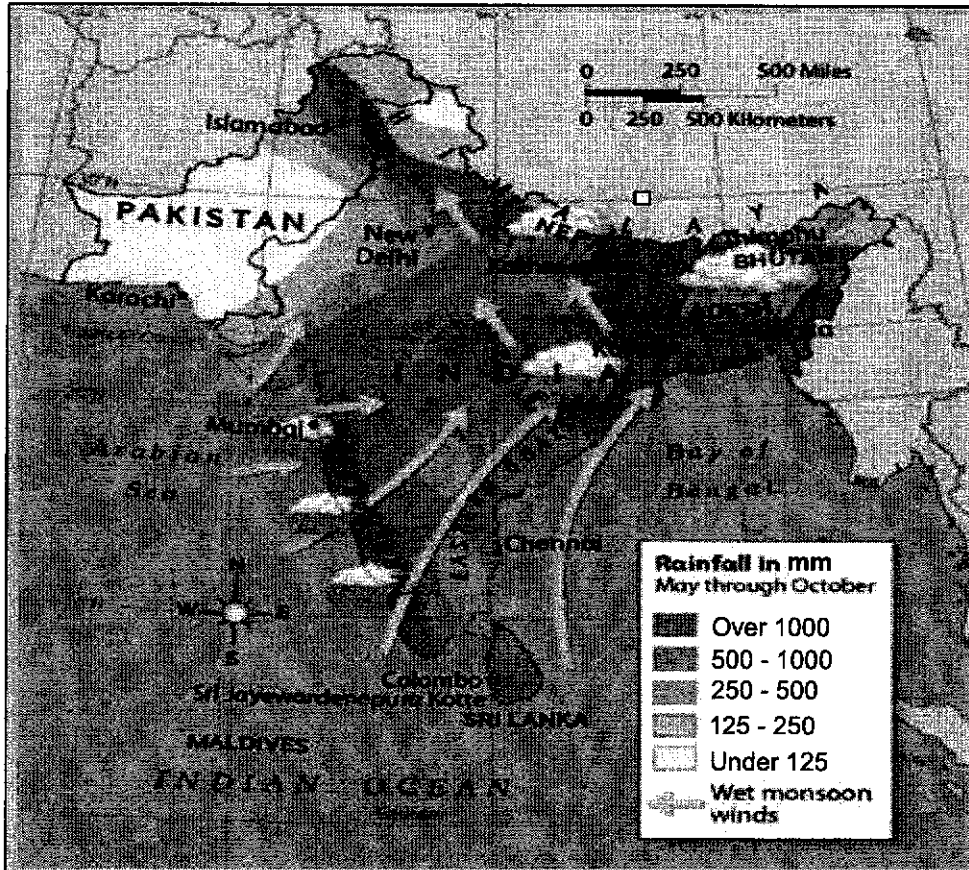 0 250 500 Miles
0 250 500 Kilometers
Islamabad
PAKISTAN
New
Delhi
NEP
A
L
A
Y
A
Thimphu
BHUTAN
Karachi
I N D I A
Mumbai
Arabian
Sea
Bay of
Bengal
Chennai
N
W E
S
Colombo
Sri Jayewardenepura Kotte
SRI LANKA
MALDIVES
INDIAN OCEAN
Rainfall in mm
May through October
Over 1000
500 - 1000
250 - 500
125 - 250
Under 125
Wet monsoon
winds